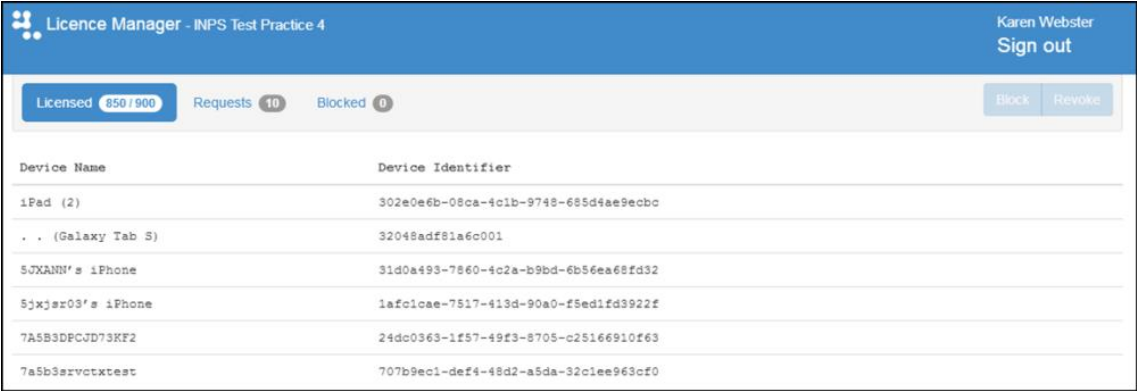 Licence Manager - INPS Test Practice 4
Karen Webster
Sign out
Licensed 850 / 900 Requests 10 Blocked 0 Block Revoke
Device Name Device Identifier
iPad (2) 302e0e6b-08ca-4c1b-9748-685d4ae9ecbc
. . (Galaxy Tab S) 32048adf81a6c001
5JXANN's iPhone 31d0a493-7860-4c2a-b9bd-6b56ea68fd32
5jxjsr03's iPhone 1afc1cae-7517-413d-90a0-f5ed1fd3922f
7A5B3DPCJD73KF2 24dc0363-1f57-49f3-8705-c25166910f63
7a5b3srvctxtest 707b9ec1-def4-48d2-a5da-32c1ee963cf0